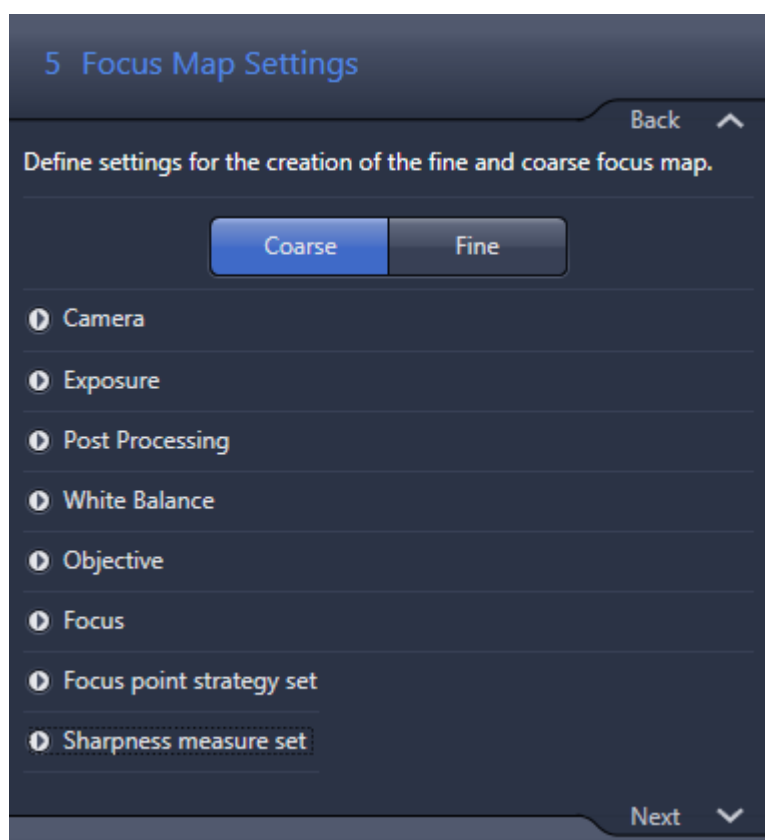 5 Focus Map Settings
Back
Define settings for the creation of the fine and coarse focus map.
Coarse Fine
Camera
Exposure
Post Processing
White Balance
Objective
Focus
Focus point strategy set
Sharpness measure set
Next